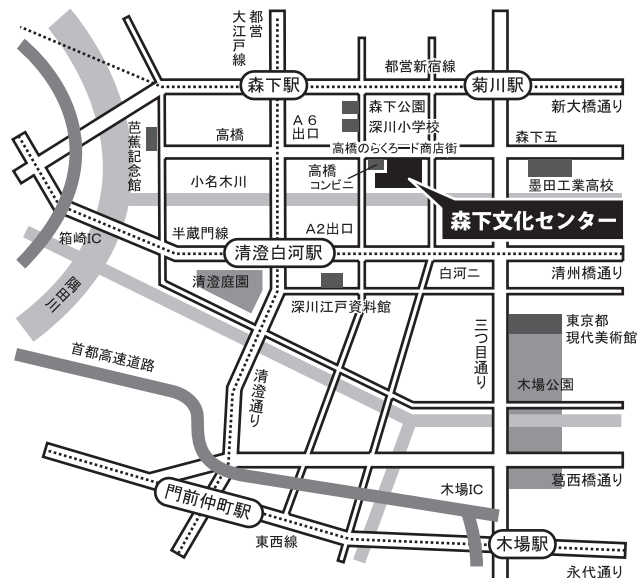 都営
大江戸線
都営新宿線
森下駅
菊川駅
新大橋通り
芭蕉記念館
A6
出口
森下公園
深川小学校
高橋
高橋のらくろード商店街
森下五
小名木川
高橋
コンビニ
墨田工業高校
森下文化センター
箱崎IC
半蔵門線
A2出口
清澄白河駅
白河二
清州橋通り
隅田川
清澄庭園
深川江戸資料館
三つ目通り
東京都
現代美術館
首都高速道路
清澄通り
木場公園
木場IC
葛西橋通り
門前仲町駅
東西線
木場駅
永代通り